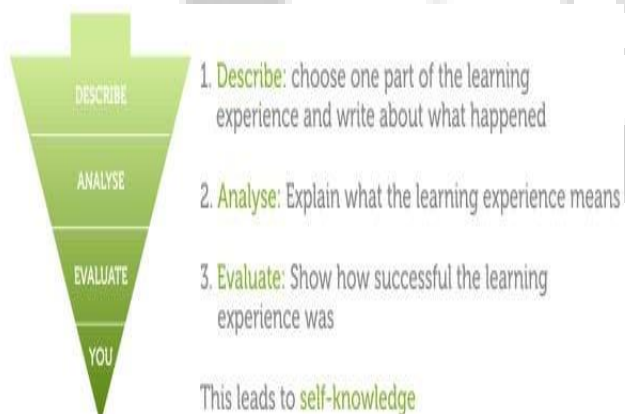 DESCRIBE
ANALYSE
EVALUATE
YOU
1. Describe: choose one part of the learning
experience and write about what happened
2. Analyse: Explain what the learning experience means
3. Evaluate: Show how successful the learning
experience was
This leads to self-knowledge